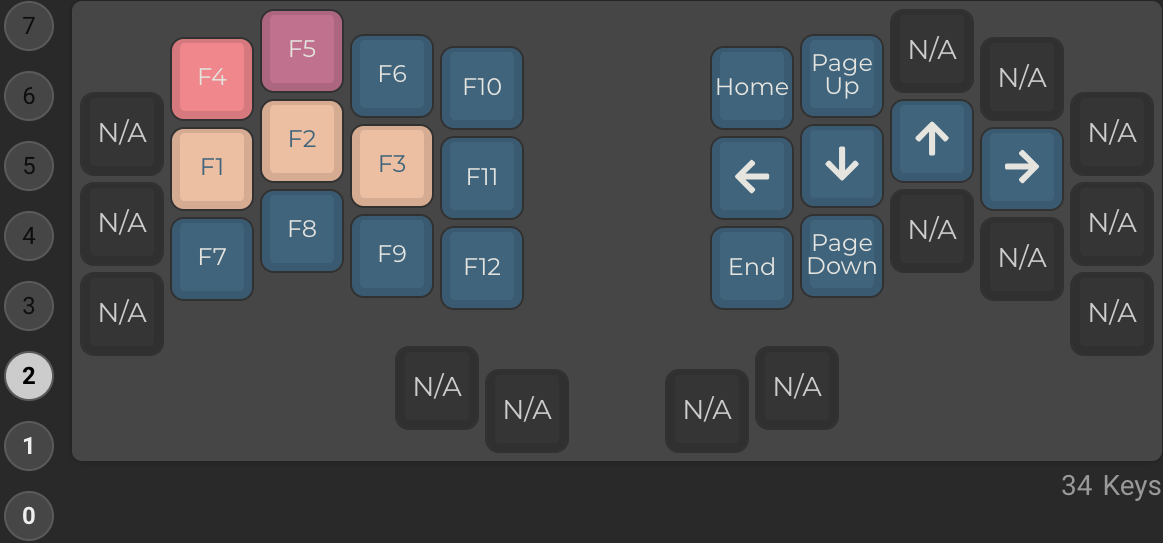 7
6
5
4
3
2
1
0
N/A
F4
F5
F6
F10
N/A
F1
F2
F3
F11
N/A
F7
F8
F9
F12
N/A
N/A
Home
Page
Up
N/A
N/A
N/A
←
↓
↑
→
N/A
End
Page
Down
N/A
N/A
N/A
N/A
N/A
34 Keys